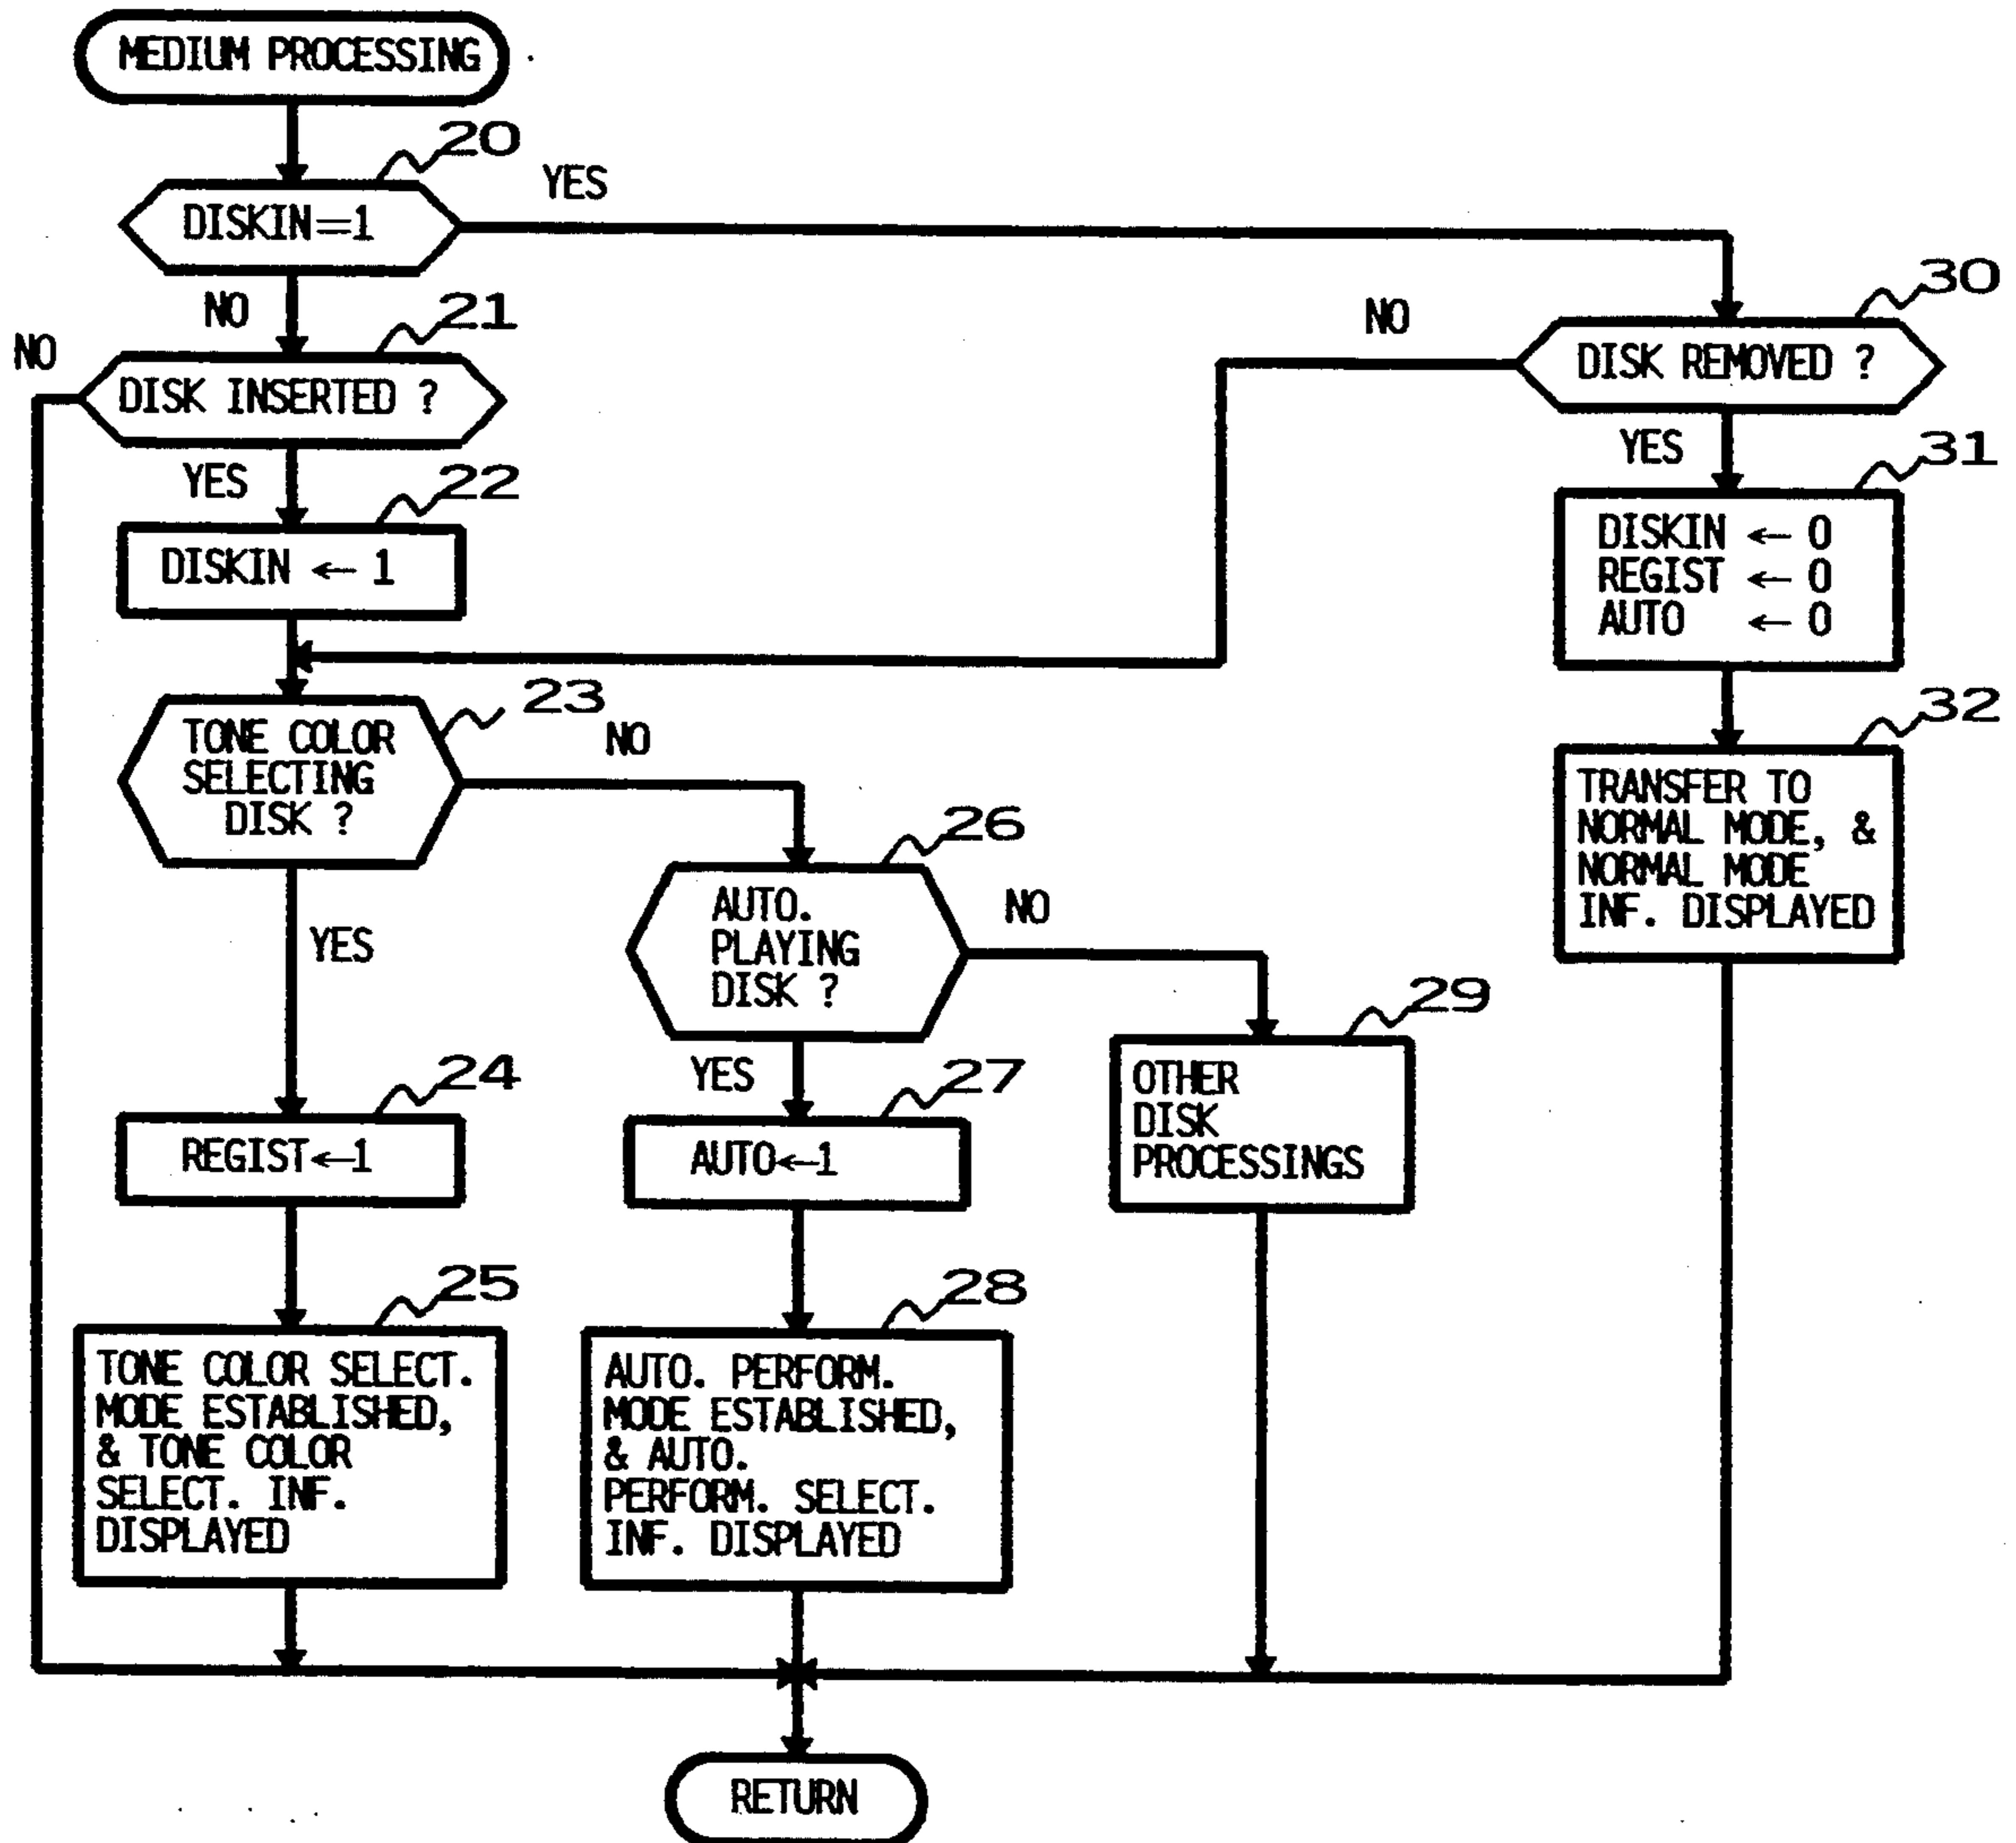 MEDIUM PROCESSING
20
YES
DISKIN=1
NO
21
30
NO
NO
DISK INSERTED ?
DISK REMOVED ?
YES
22
YES
31
DISKIN ← 1
DISKIN ← 0
REGIST ← 0
AUTO ← 0
23
NO
32
TONE COLOR
SELECTING
DISK ?
TRANSFER TO
NORMAL MODE, &
NORMAL MODE
INF. DISPLAYED
26
YES
AUTO.
PLAYING
DISK ?
NO
29
24
YES
27
OTHER
DISK
PROCESSINGS
REGIST←1
AUTO←1
25
28
TONE COLOR SELECT.
MODE ESTABLISHED,
& TONE COLOR
SELECT. INF.
DISPLAYED
AUTO. PERFORM.
MODE ESTABLISHED,
& AUTO.
PERFORM. SELECT.
INF. DISPLAYED
RETURN